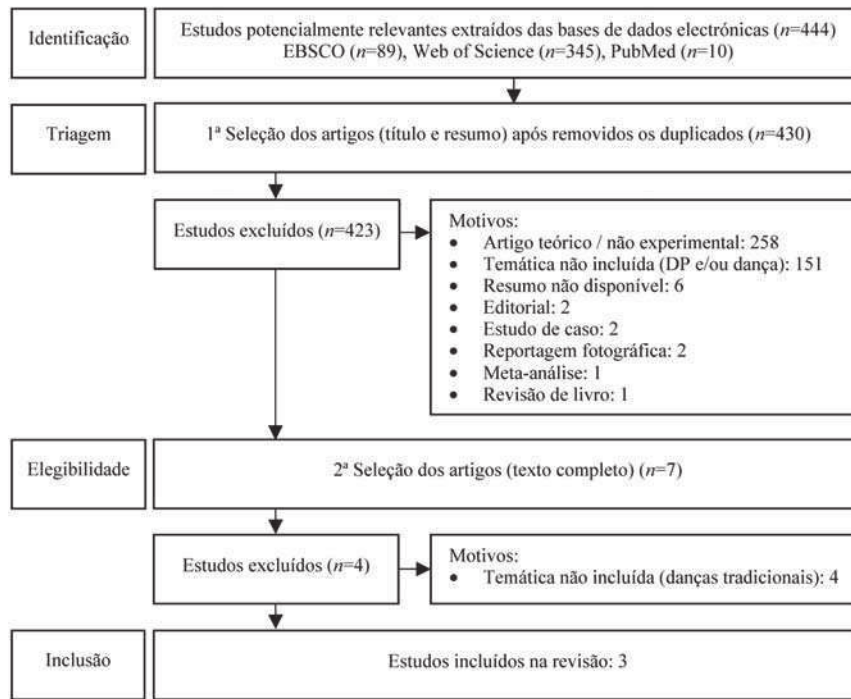 Identificação
Estudos potencialmente relevantes extraídos das bases de dados electrónicas (n=444)
EBSCO (n=89), Web of Science (n=345), PubMed (n=10)
Triagem
1ª Seleção dos artigos (título e resumo) após removidos os duplicados (n=430)
Estudos excluídos (n=423)
Motivos:
• Artigo teórico / não experimental: 258
• Temática não incluída (DP e/ou dança): 151
• Resumo não disponível: 6
• Editorial: 2
• Estudo de caso: 2
• Reportagem fotográfica: 2
• Meta-análise: 1
• Revisão de livro: 1
Elegibilidade
2ª Seleção dos artigos (texto completo) (n=7)
Estudos excluídos (n=4)
Motivos:
• Temática não incluída (danças tradicionais): 4
Inclusão
Estudos incluídos na revisão: 3